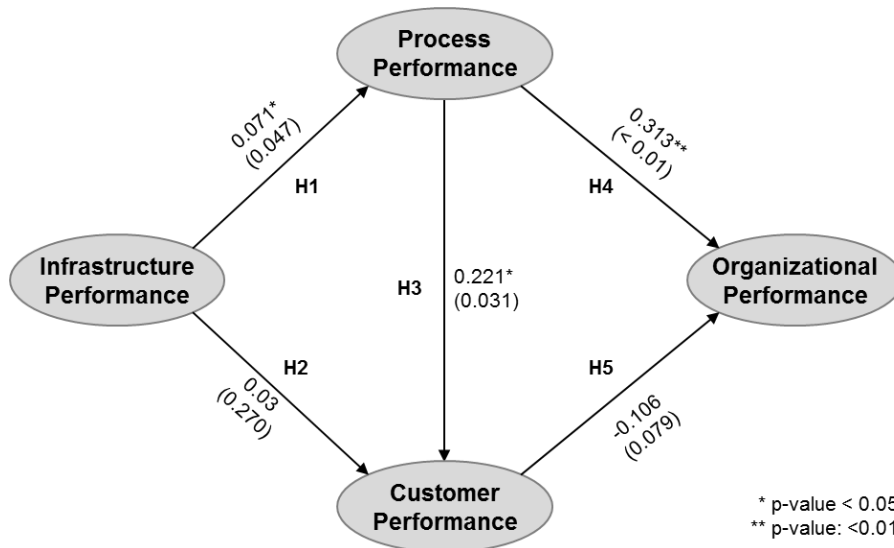 Process
Performance
0.071*
(0.047)
0.313**
(< 0.01)
H1
H4
Infrastructure
Performance
H3
0.221*
(0.031)
Organizational
Performance
H2
0.03
(0.270)
H5
-0.106
(0.079)
Customer
Performance
* p-value < 0.05
** p-value: <0.01